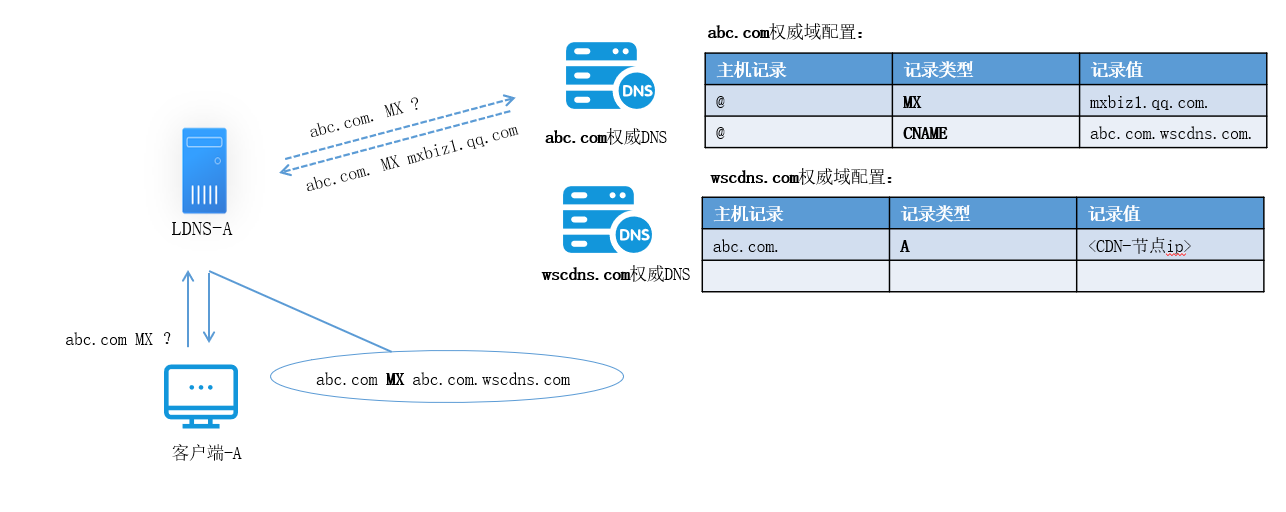 abc.com权威域配置：
主机记录 记录类型 记录值
@ MX mxbiz1.qq.com.
@ CNAME abc.com.wscdns.com.
DNS
abc.com权威DNS
abc.com. MX ?
abc.com. MX mxbiz1.qq.com
wscdns.com权威域配置：
主机记录 记录类型 记录值
abc.com. A <CDN-节点ip>
DNS
wscdns.com权威DNS
LDNS-A
abc.com MX ?
abc.com MX abc.com.wscdns.com
客户端-A